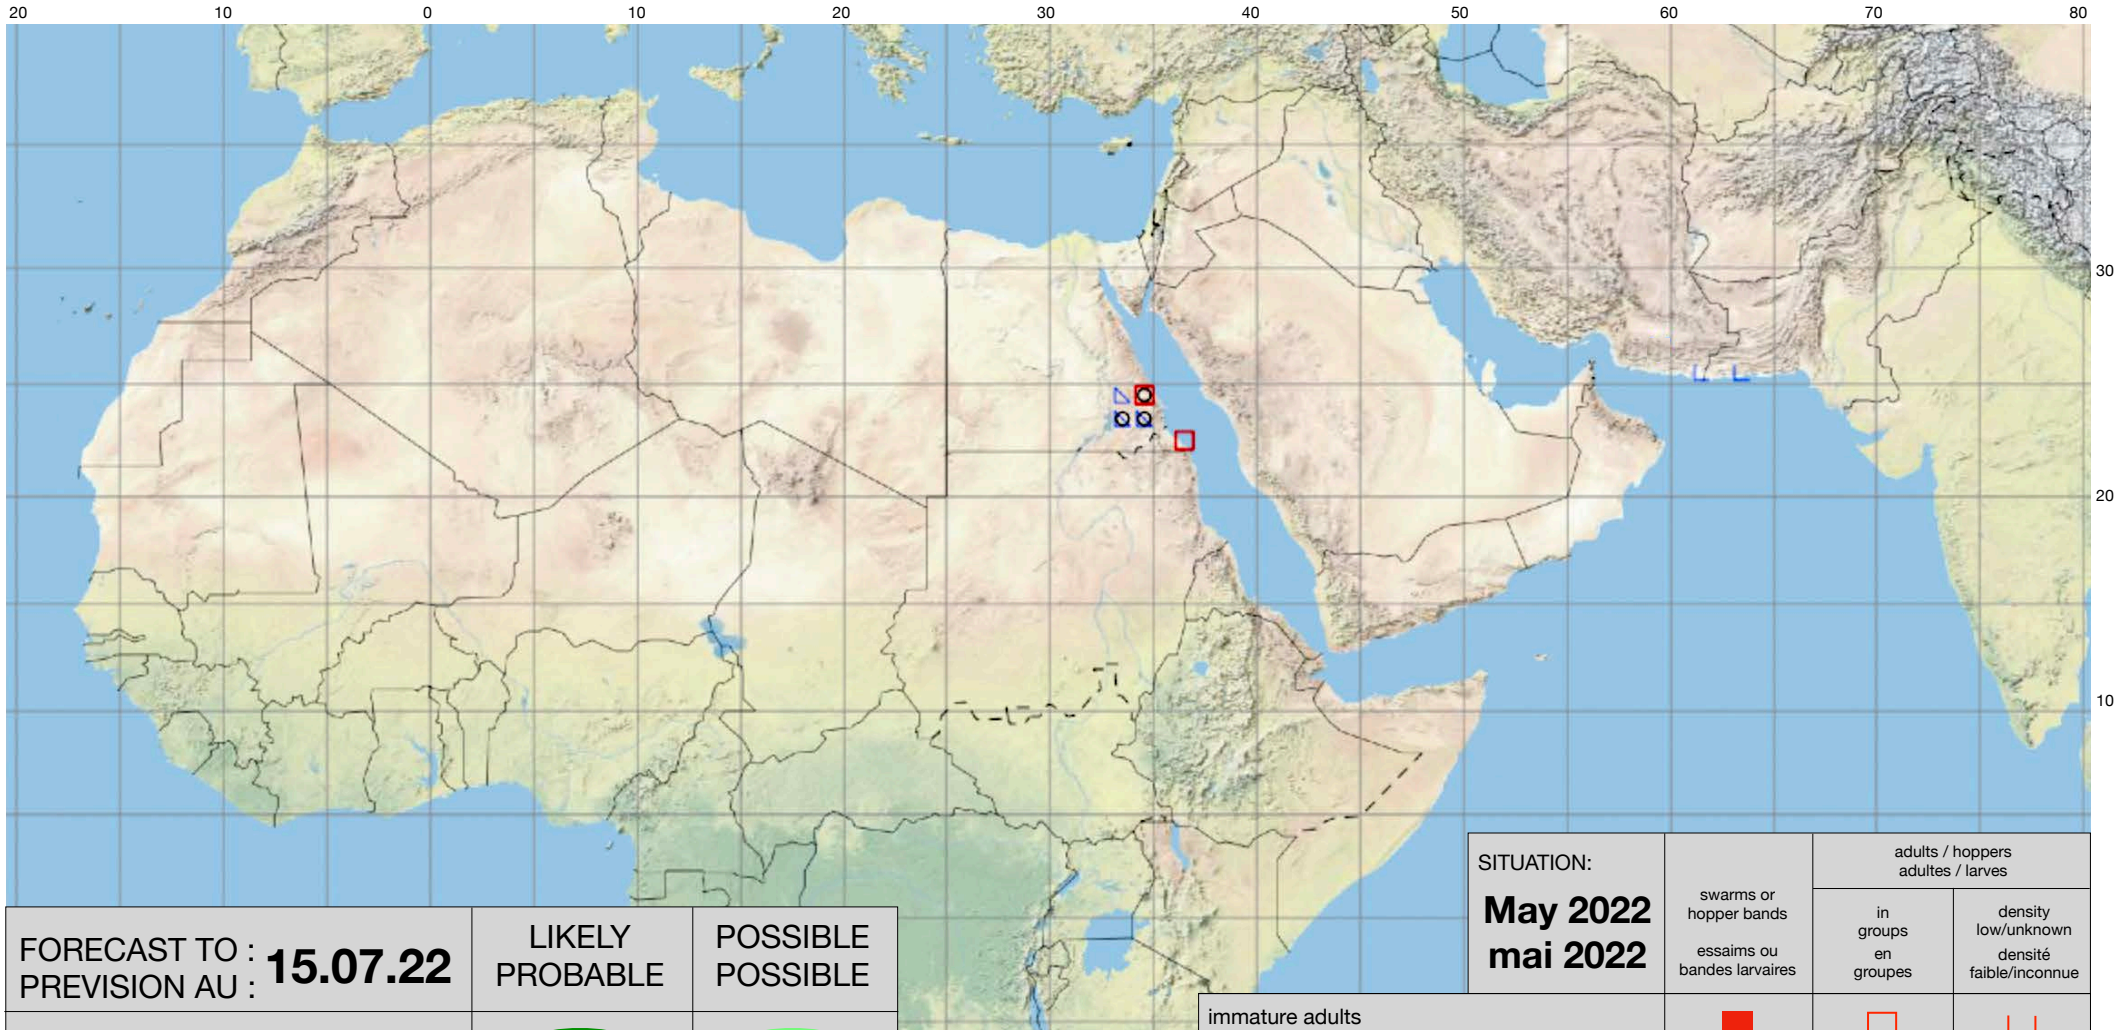 20 10 0 10 20 30 40 50 60 70 80
30
20
10
FORECAST TO :
PREVISION AU :
15.07.22
LIKELY
PROBABLE
POSSIBLE
POSSIBLE
SITUATION:
May 2022
mai 2022
swarms or
hopper bands
essaims ou
bandes larvaires
adults / hoppers
adultes / larves
in
groups
en
groupes
density
low/unknown
densité
faible/inconnue
immature adults